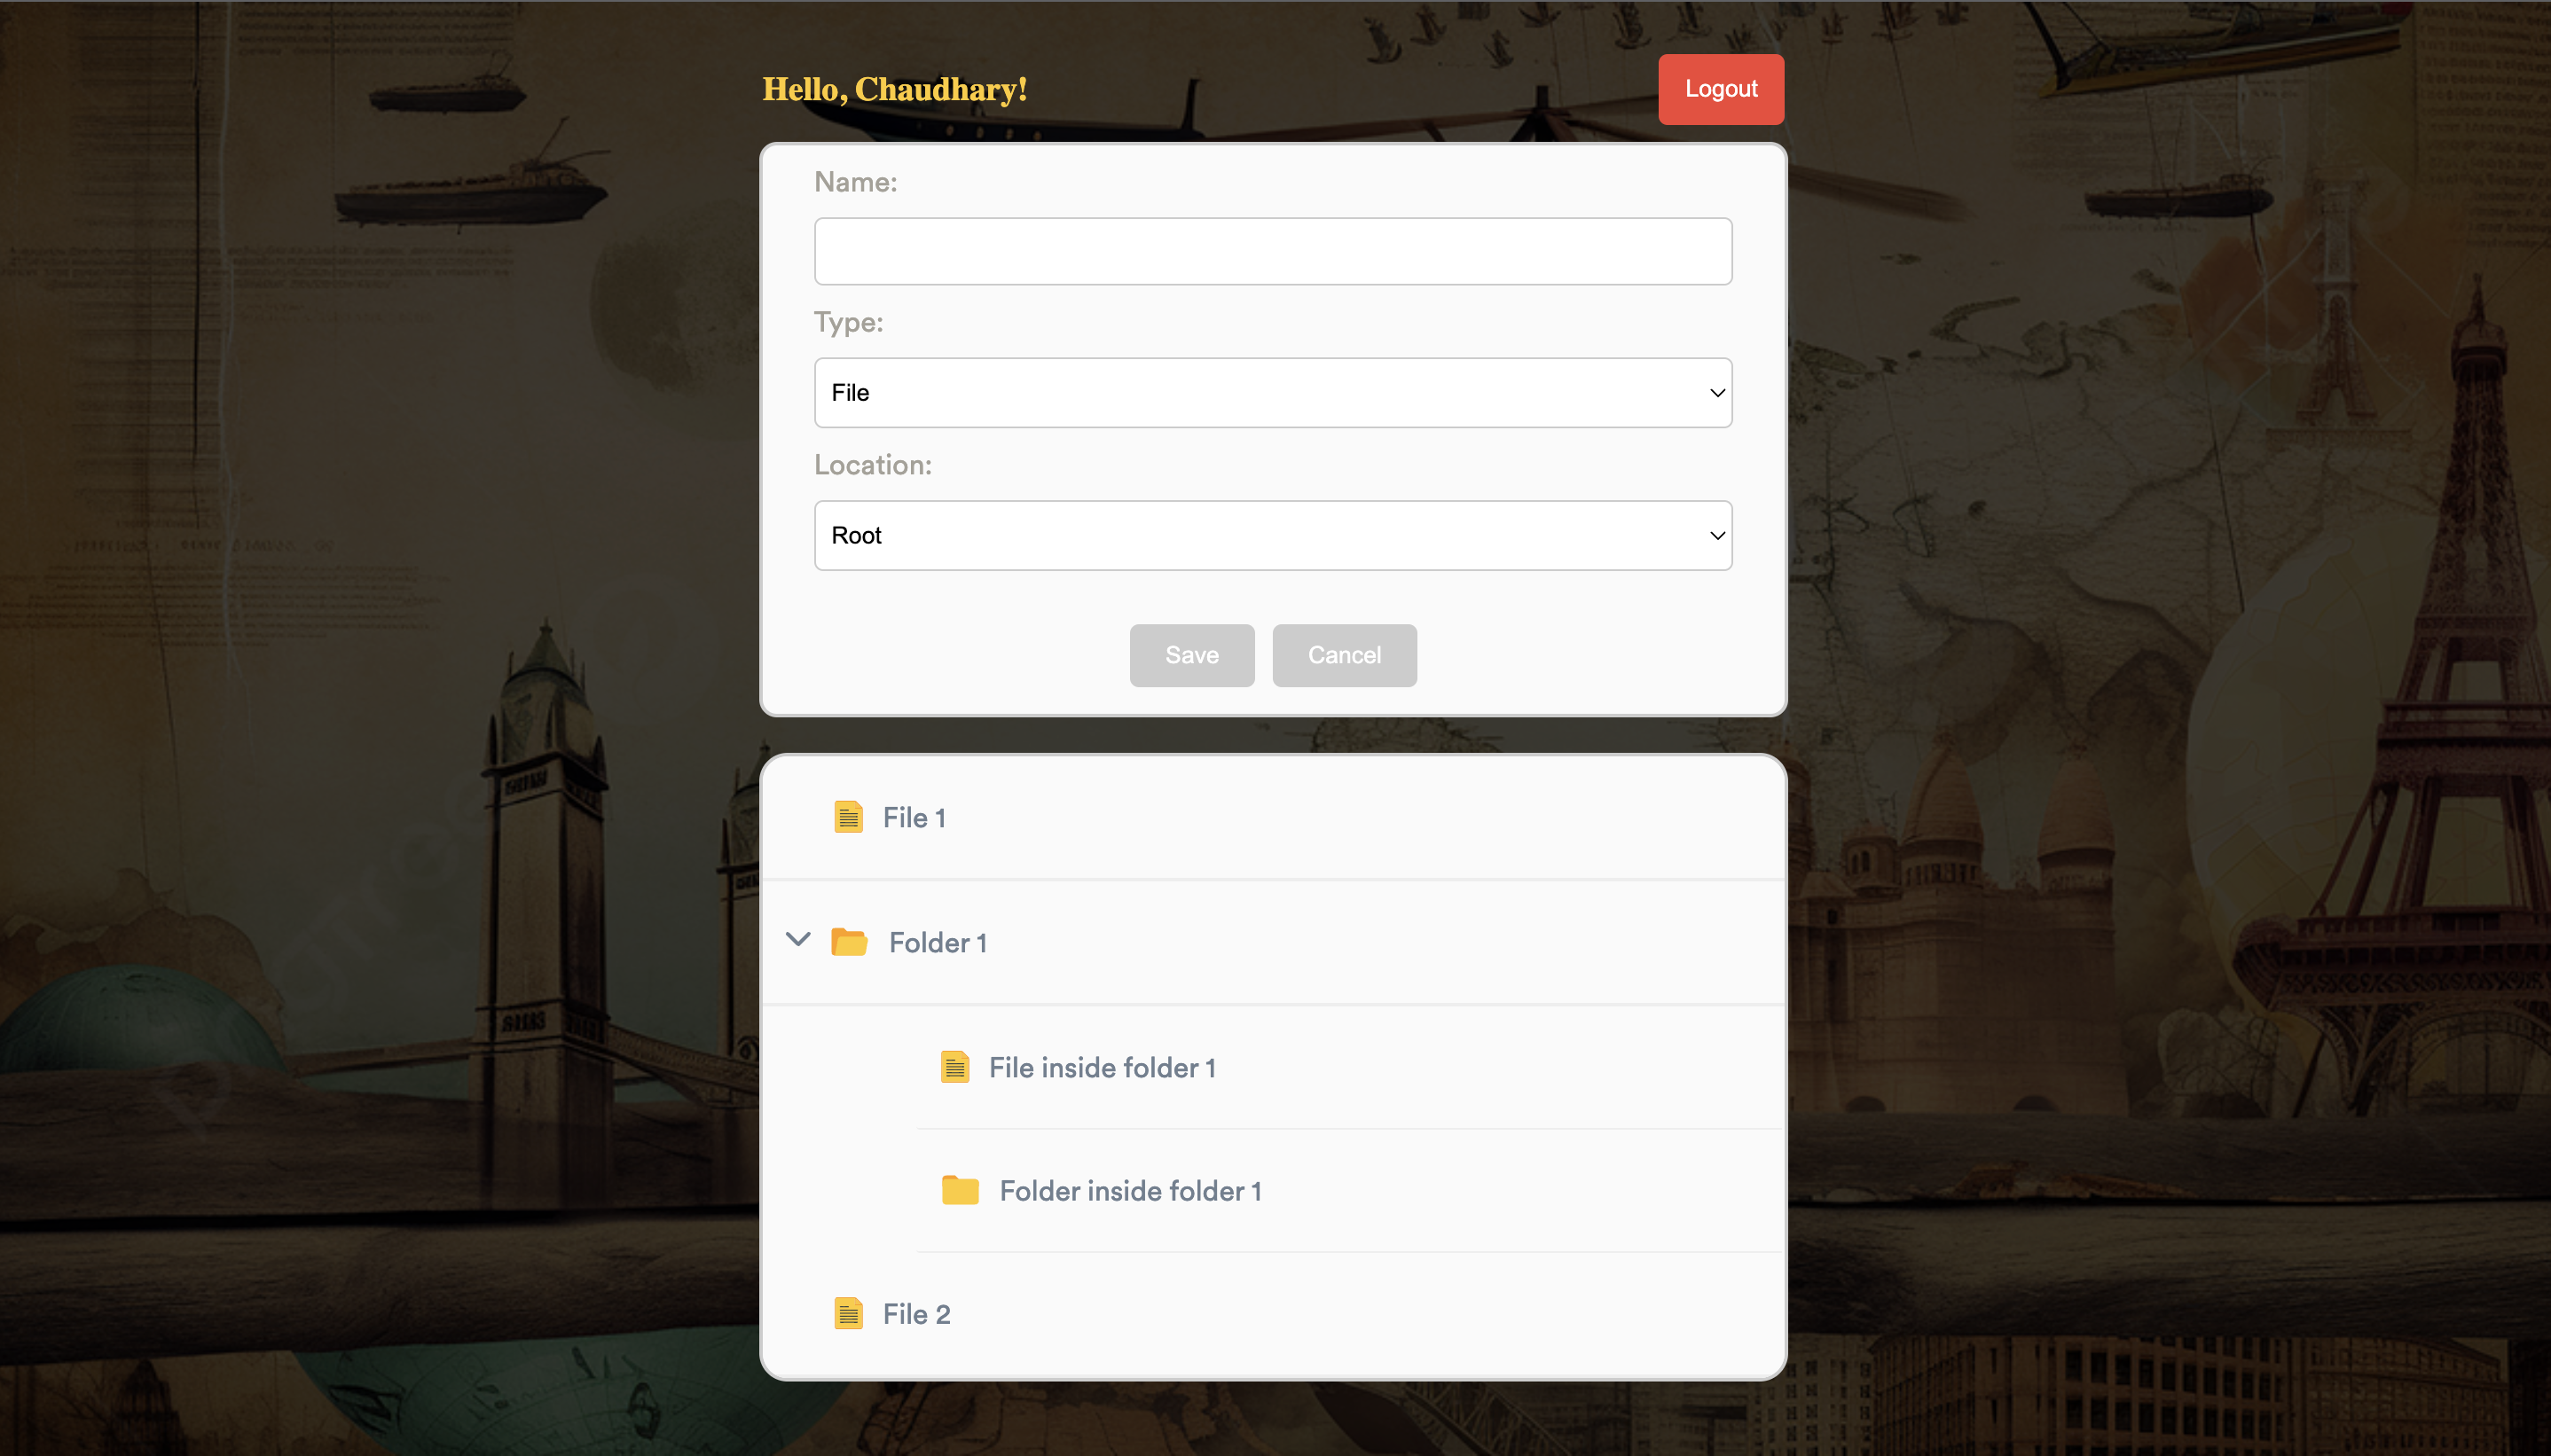 Hello, Chaudhary!
Logout
Name:
Type:
File
Location:
Root
Save
Cancel
File 1
Folder 1
File inside folder 1
Folder inside folder 1
File 2